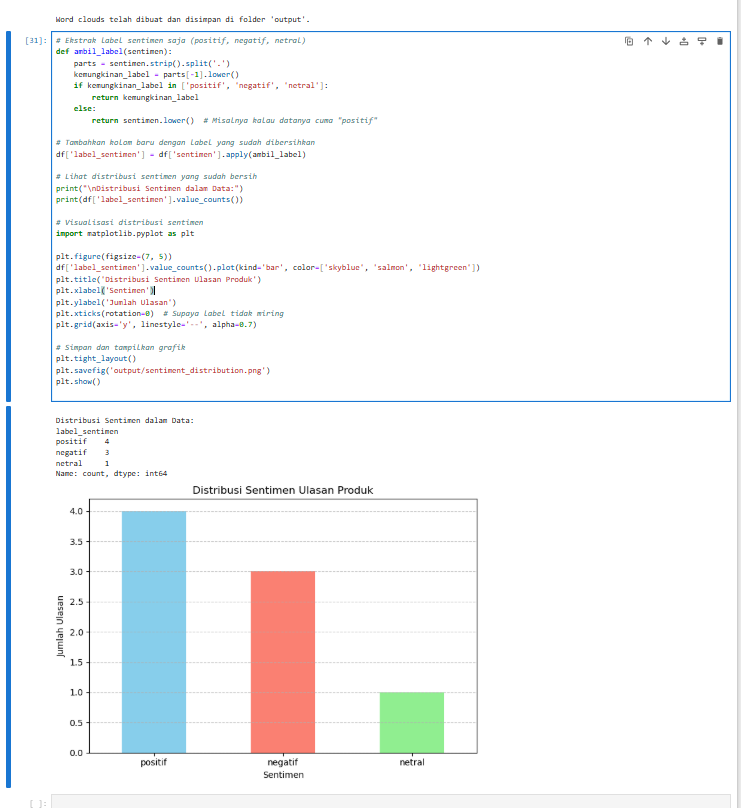 Word clouds telah dibuat dan disimpan di folder 'output'.
[31]:
# Ekstrak label sentimen saja (positif, negatif, netral)
def ambil_label(sentimen):
    parts = sentimen.strip().split('.')
    kemungkinan_label = parts[-1].lower()
    if kemungkinan_label in ['positif', 'negatif', 'netral']:
        return kemungkinan_label
    else:
        return sentimen.lower()  # Misalnya kalau datanya cuma "positif"
# Tambahkan kolom baru dengan label yang sudah dibersihkan
df['label_sentimen'] = df['sentimen'].apply(ambil_label)
# Lihat distribusi sentimen yang sudah bersih
print("\nDistribusi Sentimen dalam Data:")
print(df['label_sentimen'].value_counts())
# Visualisasi distribusi sentimen
import matplotlib.pyplot as plt
plt.figure(figsize=(7, 5))
df['label_sentimen'].value_counts().plot(kind='bar', color=['skyblue', 'salmon', 'lightgreen'])
plt.title('Distribusi Sentimen Ulasan Produk')
plt.xlabel('Sentimen')
plt.ylabel('Jumlah Ulasan')
plt.xticks(rotation=0)  # Supaya label tidak miring
plt.grid(axis='y', linestyle='--', alpha=0.7)
# Simpan dan tampilkan grafik
plt.tight_layout()
plt.savefig('output/sentiment_distribution.png')
plt.show()
Distribusi Sentimen dalam Data:
label_sentimen
positif    4
negatif    3
netral     1
Name: count, dtype: int64
Distribusi Sentimen Ulasan Produk
4.0
3.5
3.0
2.5
2.0
1.5
1.0
0.5
0.0
Jumlah Ulasan
positif negatif netral
Sentimen
[ ]: